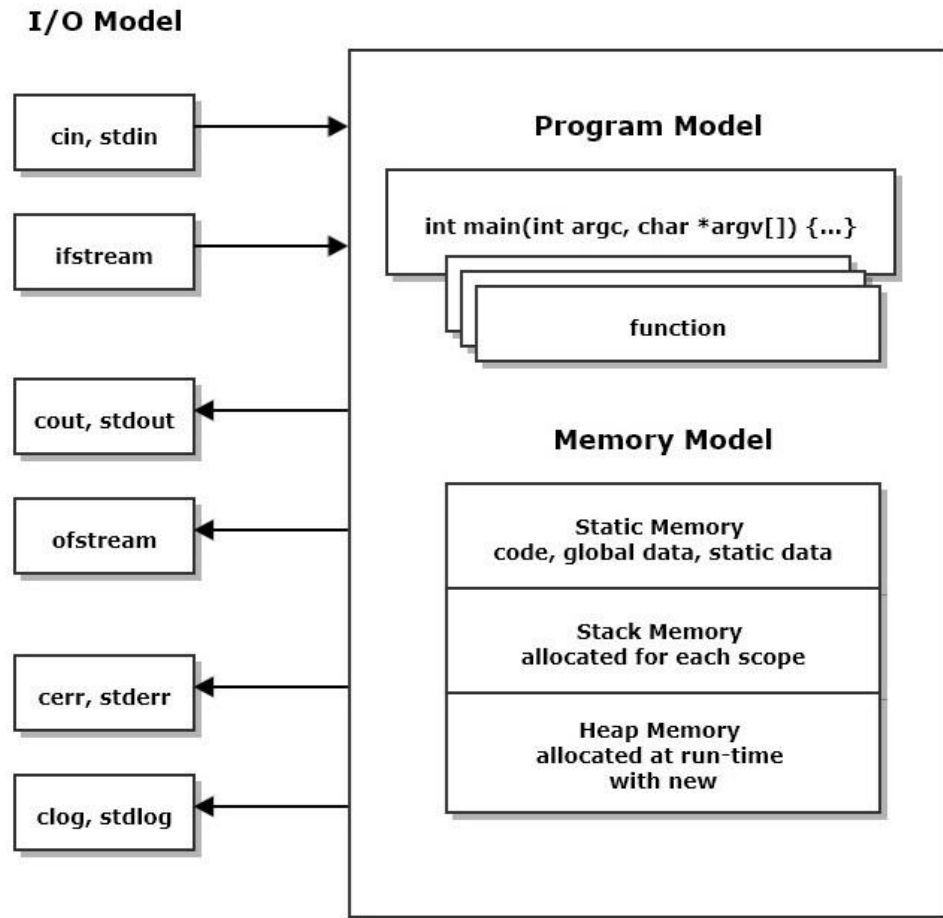 I/O Model
cin, stdin
ifstream
cout, stdout
ofstream
cerr, stderr
clog, stdlog
Program Model
int main(int argc, char *argv[]) {...}
function
Memory Model
Static Memory
code, global data, static data
Stack Memory
allocated for each scope
Heap Memory
allocated at run-time
with new